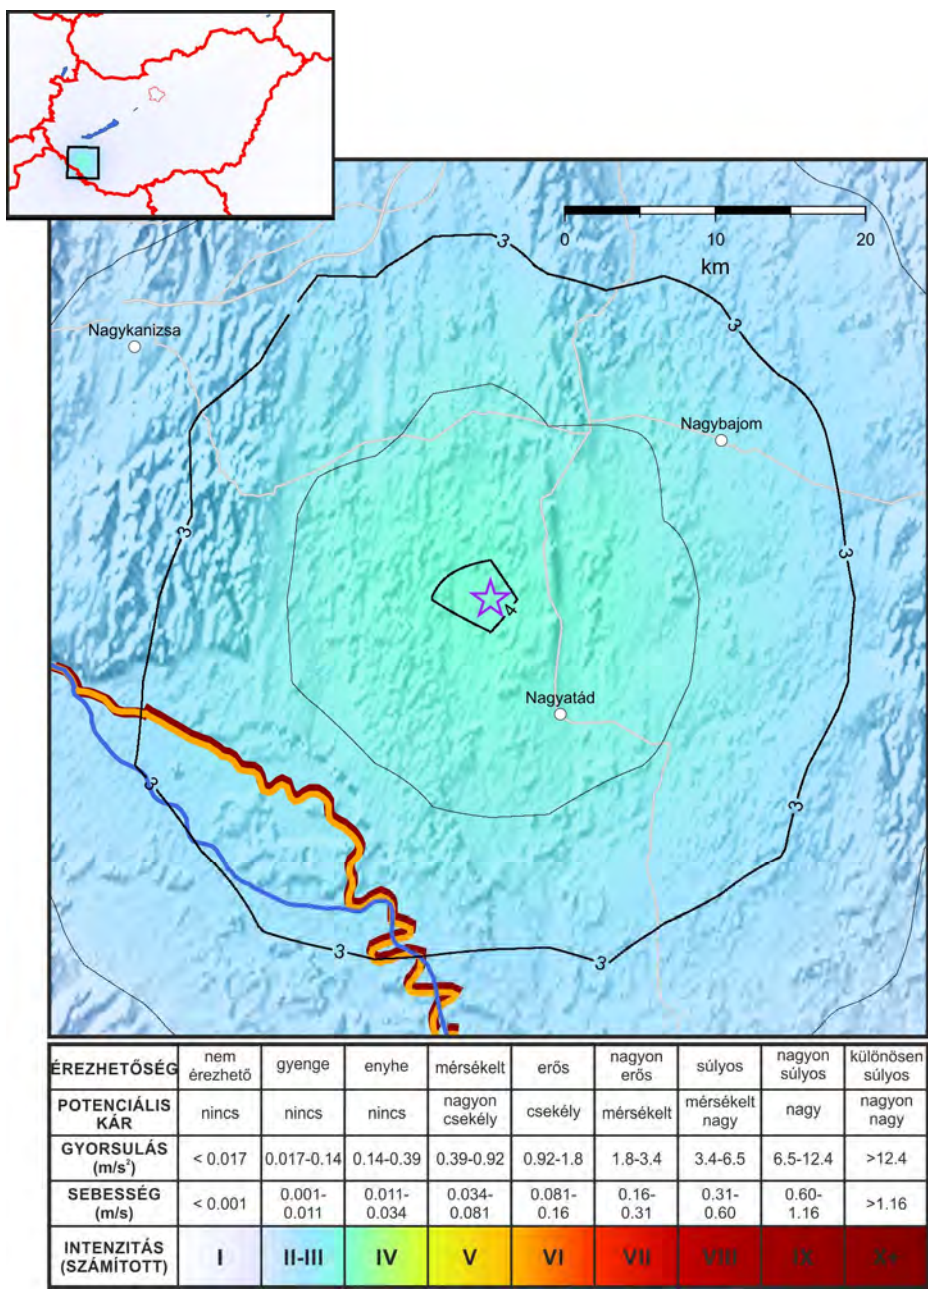 0 10 20
km
3
3
Nagykanizsa
Nagybajom
3
3
4
Nagyatád
3
3
3
3
ÉREZHETŐSÉG nem érezhető gyenge enyhe mérsékelt erős nagyon erős súlyos nagyon súlyos különösen súlyos
POTENCIÁLIS KÁR nincs nincs nincs nagyon csekély csekély mérsékelt mérsékelt nagy nagy nagyon nagy
GYORSULÁS (m/s²) < 0.017 0.017-0.14 0.14-0.39 0.39-0.92 0.92-1.8 1.8-3.4 3.4-6.5 6.5-12.4 >12.4
SEBESSÉG (m/s) < 0.001 0.001-0.011 0.011-0.034 0.034-0.081 0.081-0.16 0.16-0.31 0.31-0.60 0.60-1.16 >1.16
INTENZITÁS (SZÁMÍTOTT) I II-III IV V VI VII VIII IX X+